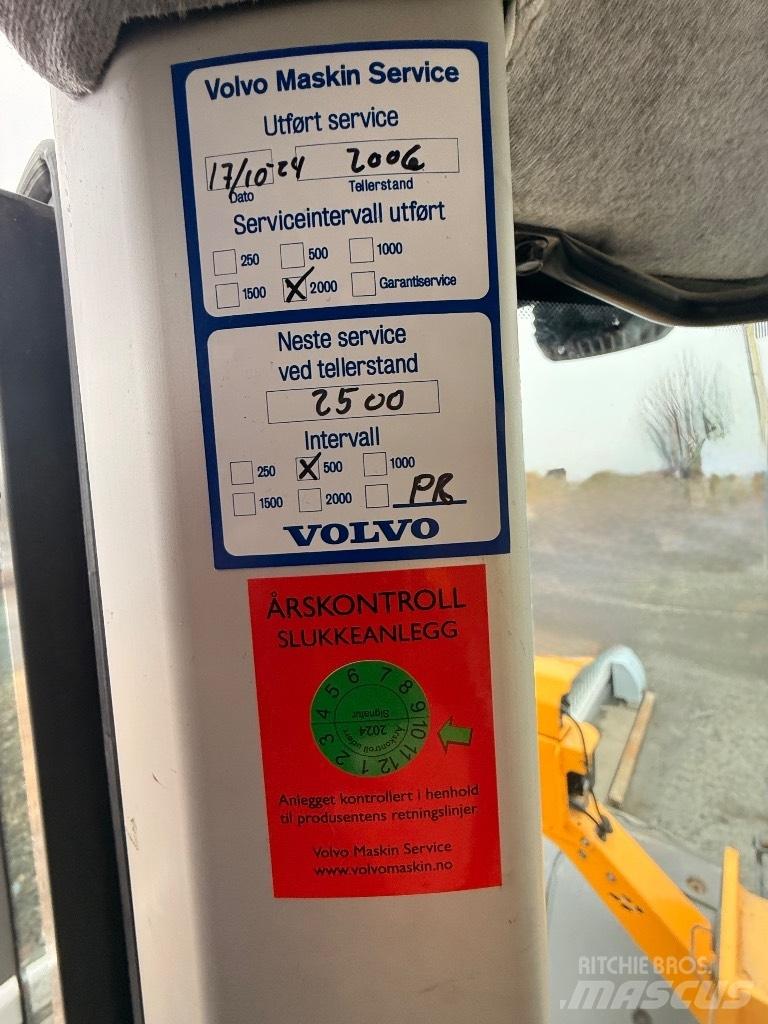 Volvo Maskin Service
Utført service
17/10-24 2006
Dato Tellerstand
Serviceintervall utført
250 500 1000
1500 X 2000 Garantiservice
Neste service
ved tellerstand
2500
Intervall
250 X 500 1000
1500 2000 PR
VOLVO
ÅRSKONTROLL
SLUKKEANLEGG
1 2 3 4 5 6 7 8 9 10 11 12
Signatur
2024
Årskontroll utført
Anlegget kontrollert i henhold
til produsentens retningslinjer
Volvo Maskin Service
www.volvomaskin.no
RITCHIE BROS.
MASCUS